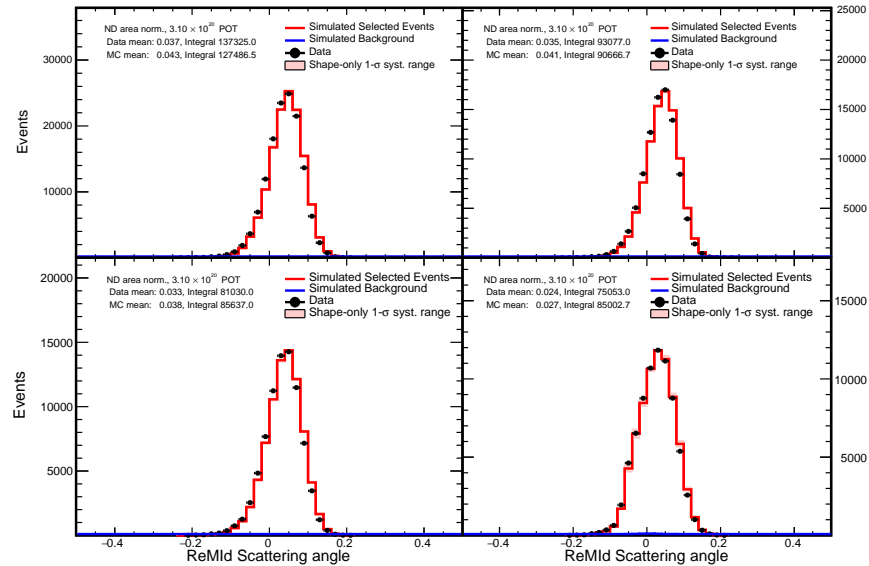 ND area norm., 3.10 × 10²⁰ POT
Data mean: 0.037, Integral 137325.0
MC mean: 0.043, Integral 127486.5
Simulated Selected Events
Simulated Background
Data
Shape-only 1-σ syst. range
30000
20000
10000
Events
ND area norm., 3.10 × 10²⁰ POT
Data mean: 0.035, Integral 93077.0
MC mean: 0.041, Integral 90666.7
Simulated Selected Events
Simulated Background
Data
Shape-only 1-σ syst. range
25000
20000
15000
10000
5000
ND area norm., 3.10 × 10²⁰ POT
Data mean: 0.033, Integral 81030.0
MC mean: 0.038, Integral 85637.0
Simulated Selected Events
Simulated Background
Data
Shape-only 1-σ syst. range
20000
15000
10000
5000
Events
−0.4 −0.2 0 0.2 0.4
ReMId Scattering angle
ND area norm., 3.10 × 10²⁰ POT
Data mean: 0.024, Integral 75053.0
MC mean: 0.027, Integral 85002.7
Simulated Selected Events
Simulated Background
Data
Shape-only 1-σ syst. range
15000
10000
5000
−0.4 −0.2 0 0.2 0.4
ReMId Scattering angle